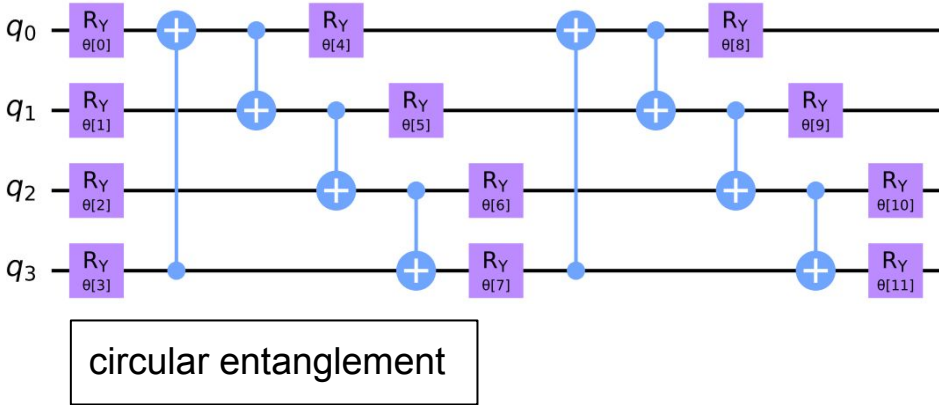 q0 RY θ[0] RY θ[4] RY θ[8]
q1 RY θ[1] RY θ[5] RY θ[9]
q2 RY θ[2] RY θ[6] RY θ[10]
q3 RY θ[3] RY θ[7] RY θ[11]
circular entanglement